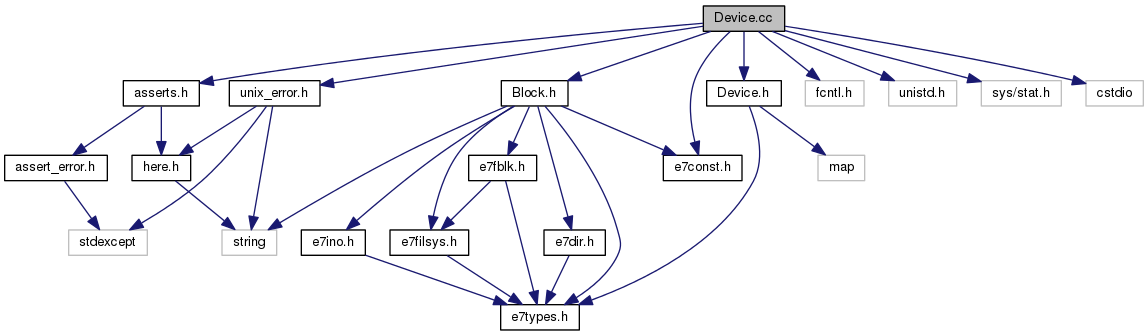 Device.cc
asserts.h
unix_error.h
Block.h
Device.h
fcntl.h
unistd.h
sys/stat.h
cstdio
assert_error.h
here.h
e7fblk.h
e7const.h
map
stdexcept
string
e7ino.h
e7filsys.h
e7dir.h
e7types.h